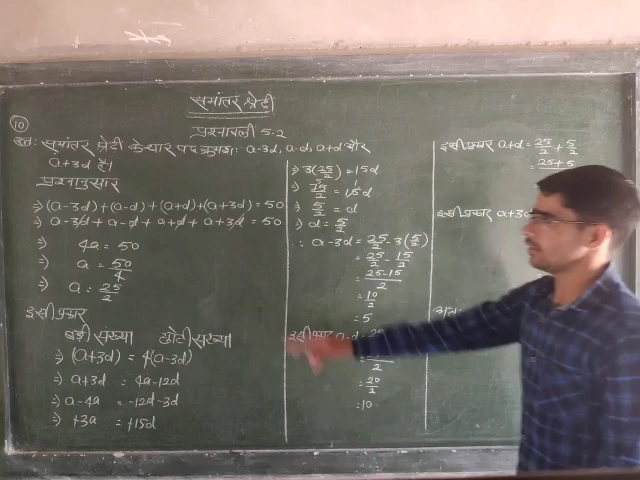 समांतर श्रेढ़ी
प्रश्नावली 5.2
(10)
हल: समांतर श्रेढ़ी के चार पद क्रमशः a-3d, a-d, a+d और
a+3d है।
प्रश्नानुसार
⇒ (a-3d)+(a-d)+(a+d)+(a+3d) = 50
⇒ a-3d+a-d+a+d+a+3d = 50
⇒ 4a = 50
⇒ a = 50/4
⇒ a = 25/2
इसी प्रकार
बड़ी संख्या छोटी संख्या
⇒ (a+3d) = 4(a-3d)
⇒ a+3d = 4a-12d
⇒ a-4a = -12d-3d
⇒ +3a = +15d
⇒ 3(25/2) = 15d
⇒ 75/2 = 15d
⇒ 5/2 = d
⇒ d = 5/2
∴ a-3d = 25/2 - 3(5/2)
= 25/2 - 15/2
= 25-15/2
= 10/2
= 5
इसी प्रकार a-d = 25
2
= 20/2
= 10
इसी प्रकार a+d = 25/2 + 5/2
= 25+5
इसी प्रकार a+3d
अतः